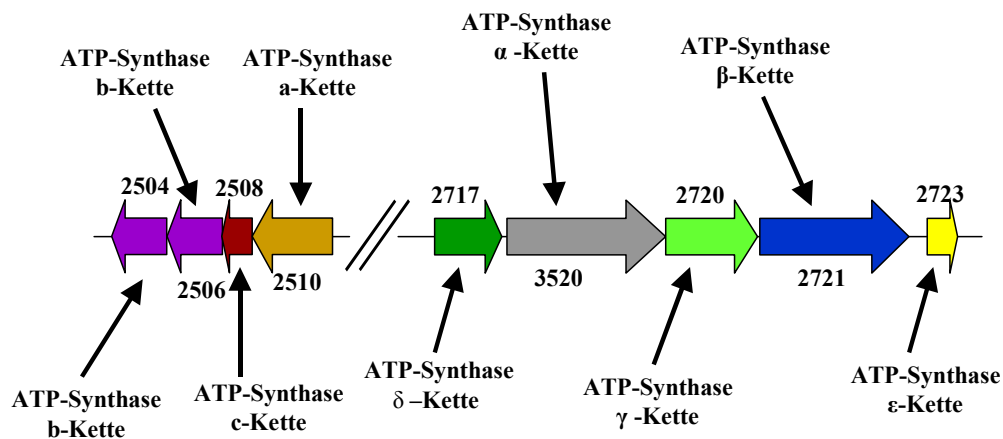 ATP-Synthase
b-Kette
ATP-Synthase
a-Kette
ATP-Synthase
α -Kette
ATP-Synthase
β-Kette
2504
2508
2717
2720
2723
2506
2510
3520
2721
ATP-Synthase
b-Kette
ATP-Synthase
c-Kette
ATP-Synthase
δ –Kette
ATP-Synthase
γ -Kette
ATP-Synthase
ε-Kette